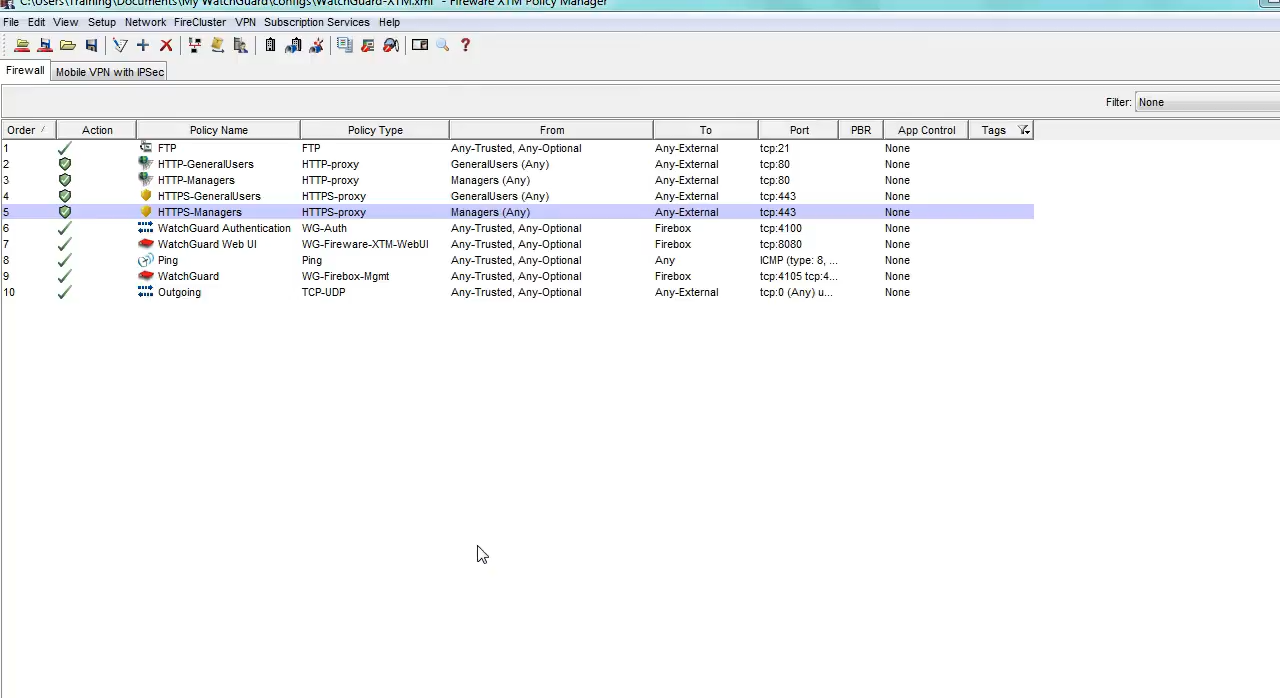 C:\Users\Training\Documents\My WatchGuard\configs\WatchGuard-XTM.xml * - Fireware XTM Policy Manager
File Edit View Setup Network FireCluster VPN Subscription Services Help
Firewall Mobile VPN with IPSec
Filter: None
Order / Action Policy Name Policy Type From To Port PBR App Control Tags
1 FTP FTP Any-Trusted, Any-Optional Any-External tcp:21 None
2 HTTP-GeneralUsers HTTP-proxy GeneralUsers (Any) Any-External tcp:80 None
3 HTTP-Managers HTTP-proxy Managers (Any) Any-External tcp:80 None
4 HTTPS-GeneralUsers HTTPS-proxy GeneralUsers (Any) Any-External tcp:443 None
5 HTTPS-Managers HTTPS-proxy Managers (Any) Any-External tcp:443 None
6 WatchGuard Authentication WG-Auth Any-Trusted, Any-Optional Firebox tcp:4100 None
7 WatchGuard Web UI WG-Fireware-XTM-WebUI Any-Trusted, Any-Optional Firebox tcp:8080 None
8 Ping Ping Any-Trusted, Any-Optional Any ICMP (type: 8, ... None
9 WatchGuard WG-Firebox-Mgmt Any-Trusted, Any-Optional Firebox tcp:4105 tcp:4... None
10 Outgoing TCP-UDP Any-Trusted, Any-Optional Any-External tcp:0 (Any) u... None